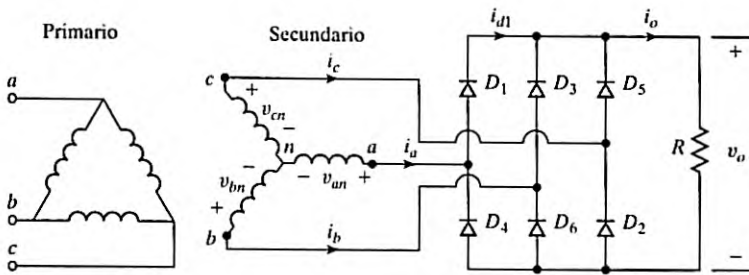 Primario
Secundario
a
b
c
c
i_c
+
v_cn
−
n
a
i_a
−
v_an
+
−
v_bn
+
b
i_b
i_d1
i_o
D_1
D_3
D_5
D_4
D_6
D_2
R
+
v_o
−